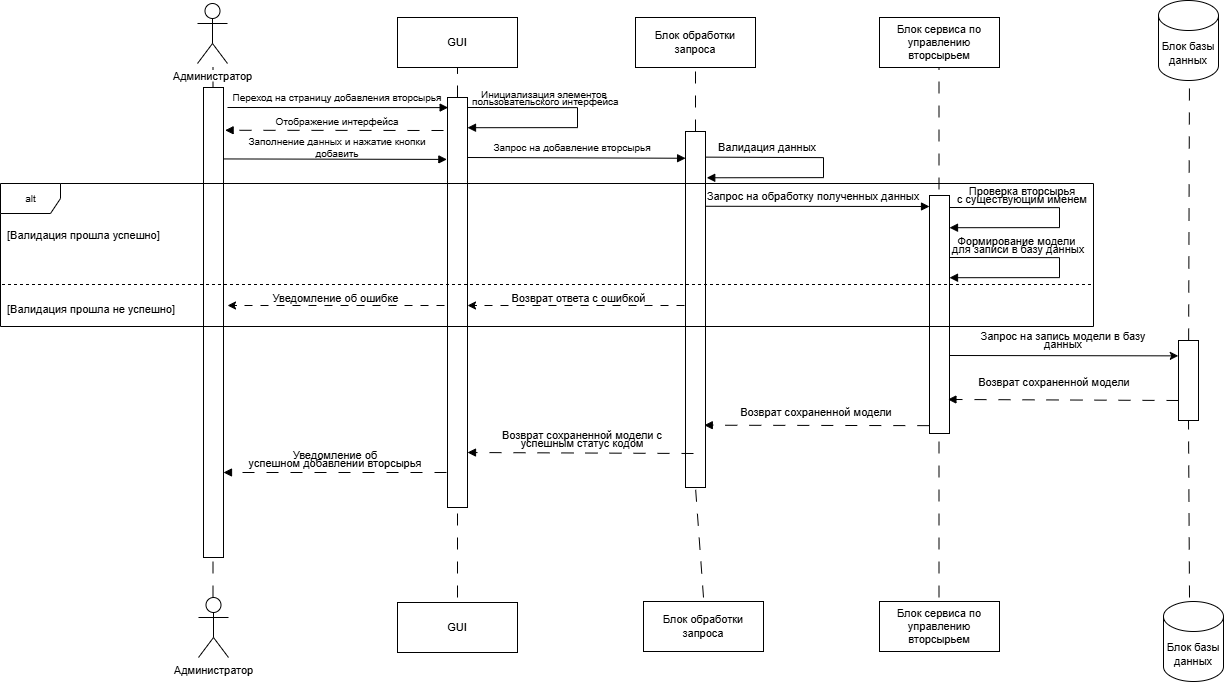 Администратор
GUI
Блок обработки
запроса
Блок сервиса по
управлению
вторсырьем
Блок базы
данных
Переход на страницу добавления вторсырья
Инициализация элементов
пользовательского интерфейса
Отображение интерфейса
Заполнение данных и нажатие кнопки
добавить
Запрос на добавление вторсырья
Валидация данных
alt
[Валидация прошла успешно]
Запрос на обработку полученных данных
Проверка вторсырья
с существующим именем
Формирование модели
для записи в базу данных
[Валидация прошла не успешно]
Уведомление об ошибке
Возврат ответа с ошибкой
Запрос на запись модели в базу
данных
Возврат сохраненной модели
Возврат сохраненной модели
Возврат сохраненной модели с
успешным статус кодом
Уведомление об
успешном добавлении вторсырья
Администратор
GUI
Блок обработки
запроса
Блок сервиса по
управлению
вторсырьем
Блок базы
данных